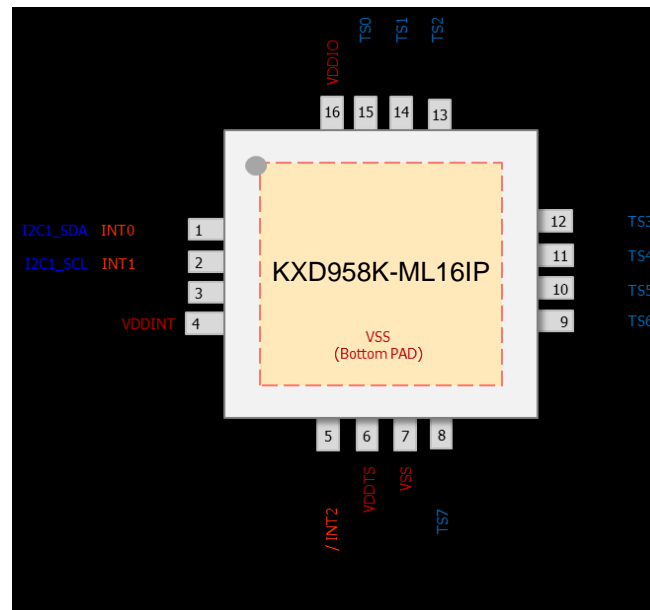 TS0
TS1
TS2
VDDIO
16 15 14 13
I2C1_SDA INT0 1
I2C1_SCL INT1 2
3
VDDINT 4
12 TS3
11 TS4
10 TS5
9 TS6
KXD958K-ML16IP
VSS
(Bottom PAD)
5 6 7 8
/ INT2
VDDTS
VSS
TS7